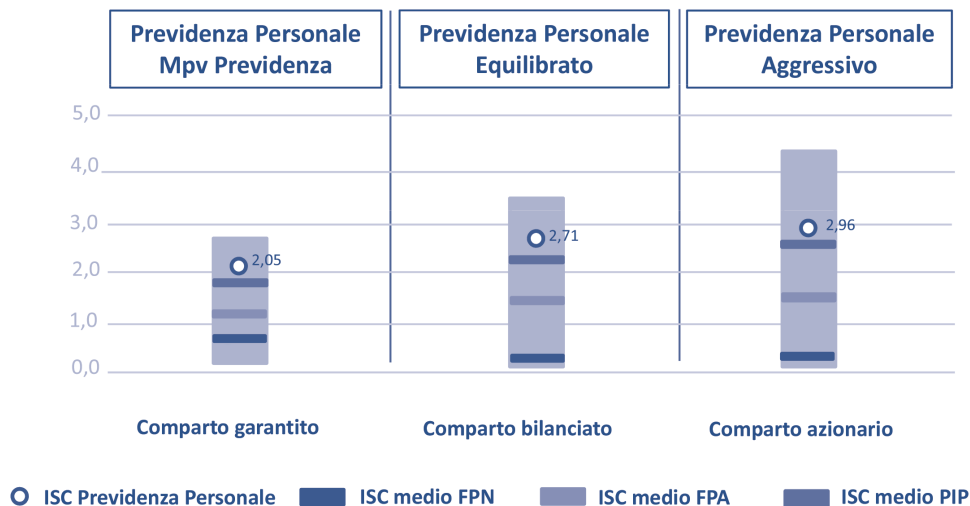 Previdenza Personale
Mpv Previdenza
Previdenza Personale
Equilibrato
Previdenza Personale
Aggressivo
5,0
4,0
3,0
2,0
1,0
0,0
2,05
2,71
2,96
Comparto garantito
Comparto bilanciato
Comparto azionario
ISC Previdenza Personale
ISC medio FPN
ISC medio FPA
ISC medio PIP